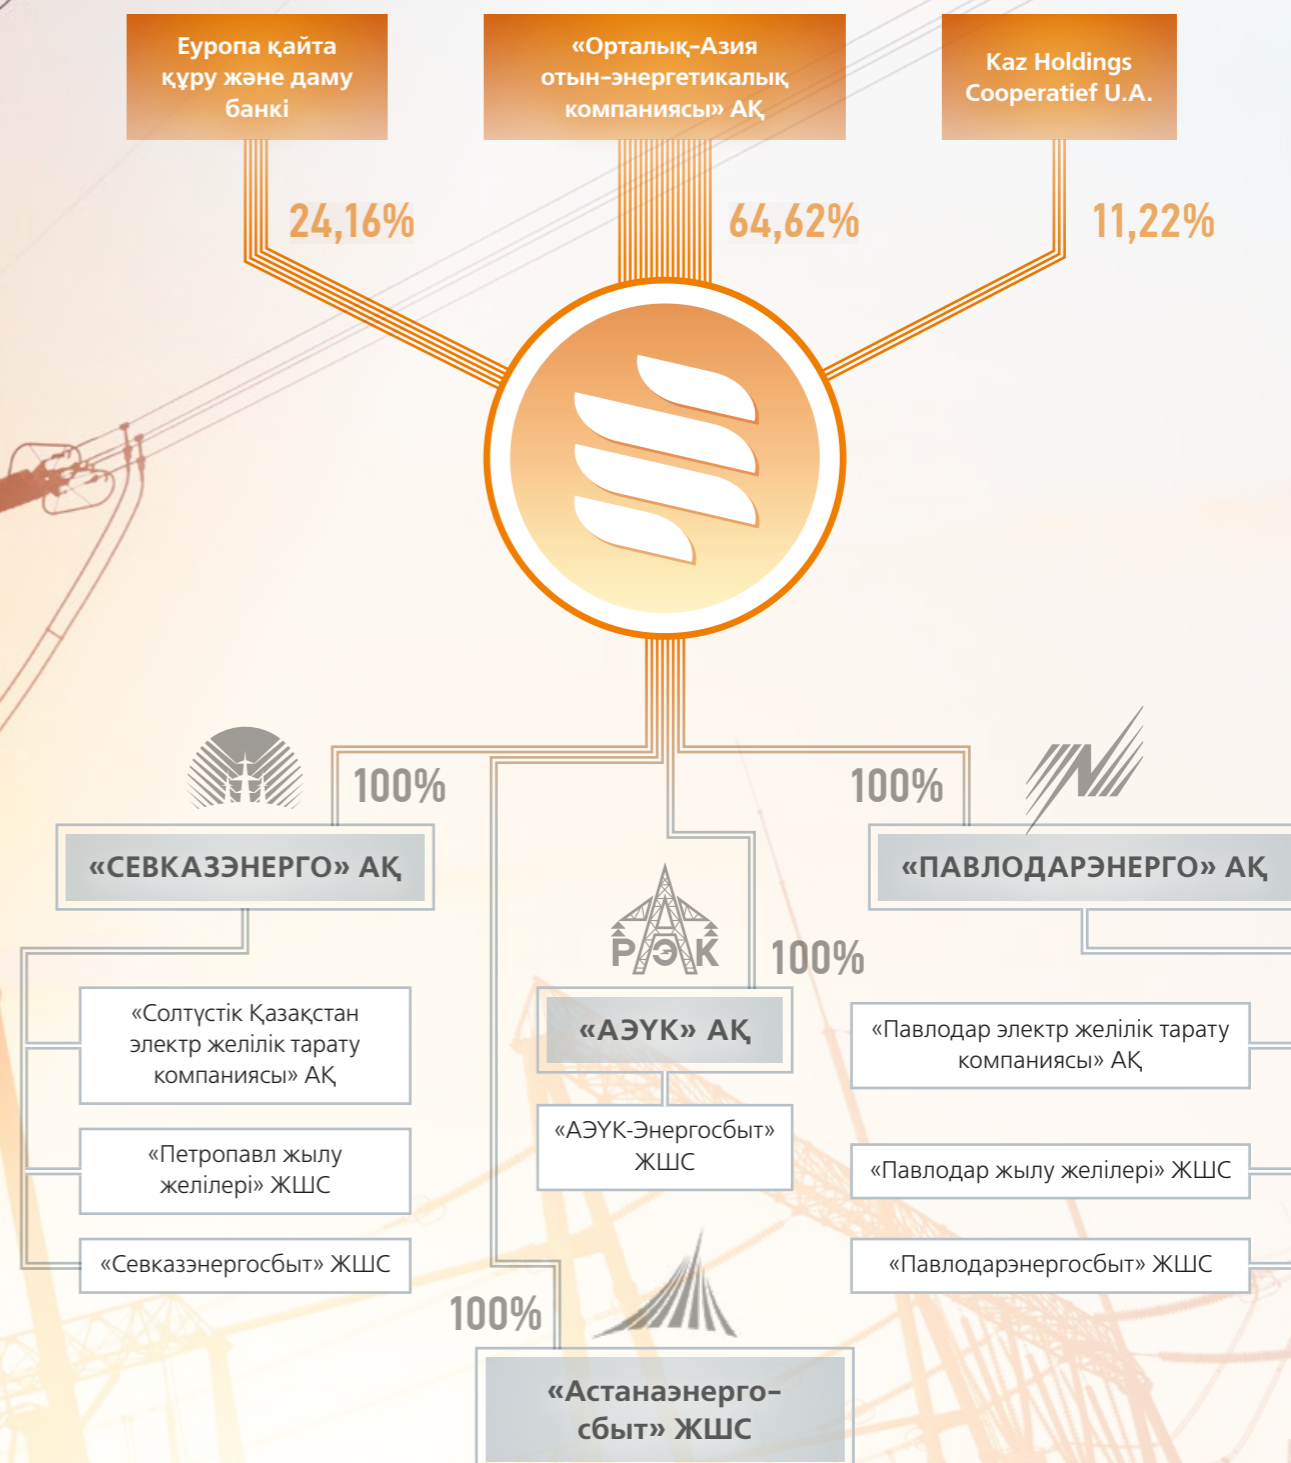 Еуропа қайта
құру және даму
банкі
«Орталық-Азия
отын-энергетикалық
компаниясы» АҚ
Kaz Holdings
Cooperatief U.A.
24,16%
64,62%
11,22%
100%
100%
«СЕВКАЗЭНЕРГО» АҚ
«ПАВЛОДАРЭНЕРГО» АҚ
РЭК
100%
«Солтүстік Қазақстан
электр желілік тарату
компаниясы» АҚ
«Петропавл жылу
желілері» ЖШС
«Севказэнергосбыт» ЖШС
«АЭҮК» АҚ
«АЭҮК-Энергосбыт»
ЖШС
«Павлодар электр желілік тарату
компаниясы» АҚ
«Павлодар жылу желілері» ЖШС
«Павлодарэнергосбыт» ЖШС
100%
«Астанаэнерго-
сбыт» ЖШС